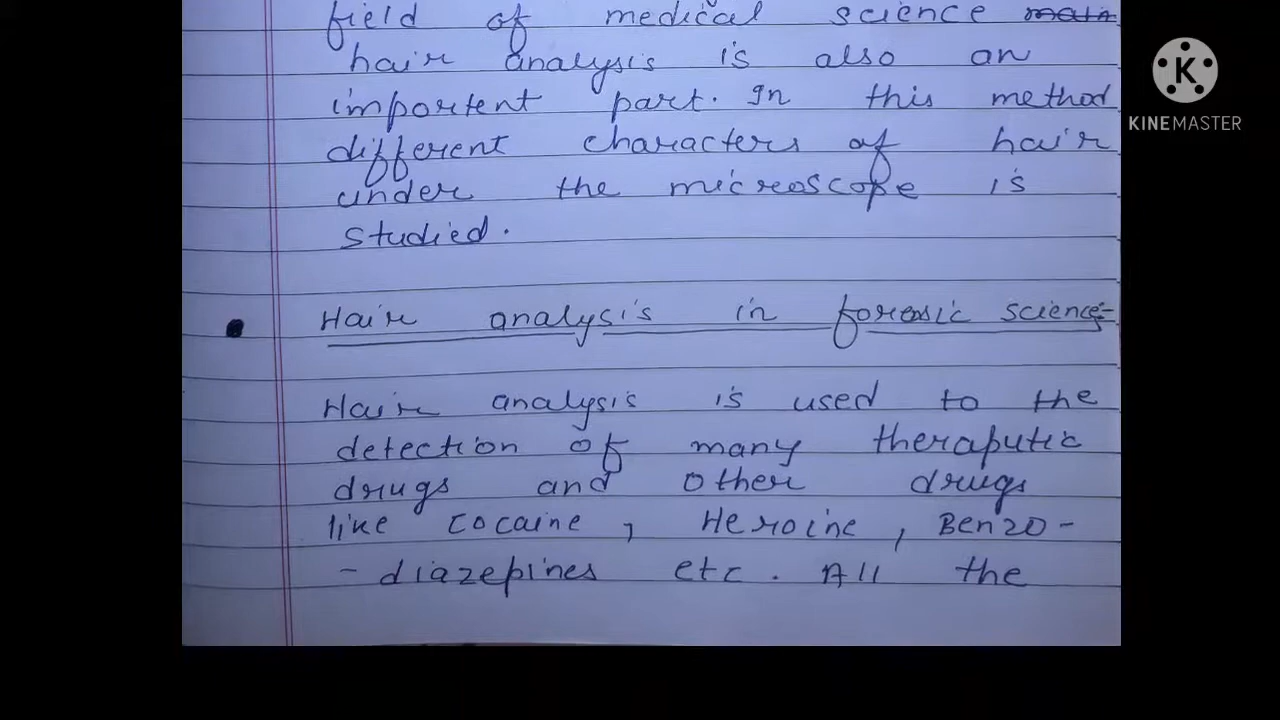 field of medical science
hair analysis is also an
importent part. In this method
different characters of hair
under the microscope is
studied.
Hair analysis in forensic science-
Hair analysis is used to the
detection of many theraputic
drugs and other drugs
like cocaine, Heroine, Benzo-
- diazepines etc. All the
K
KINEMASTER